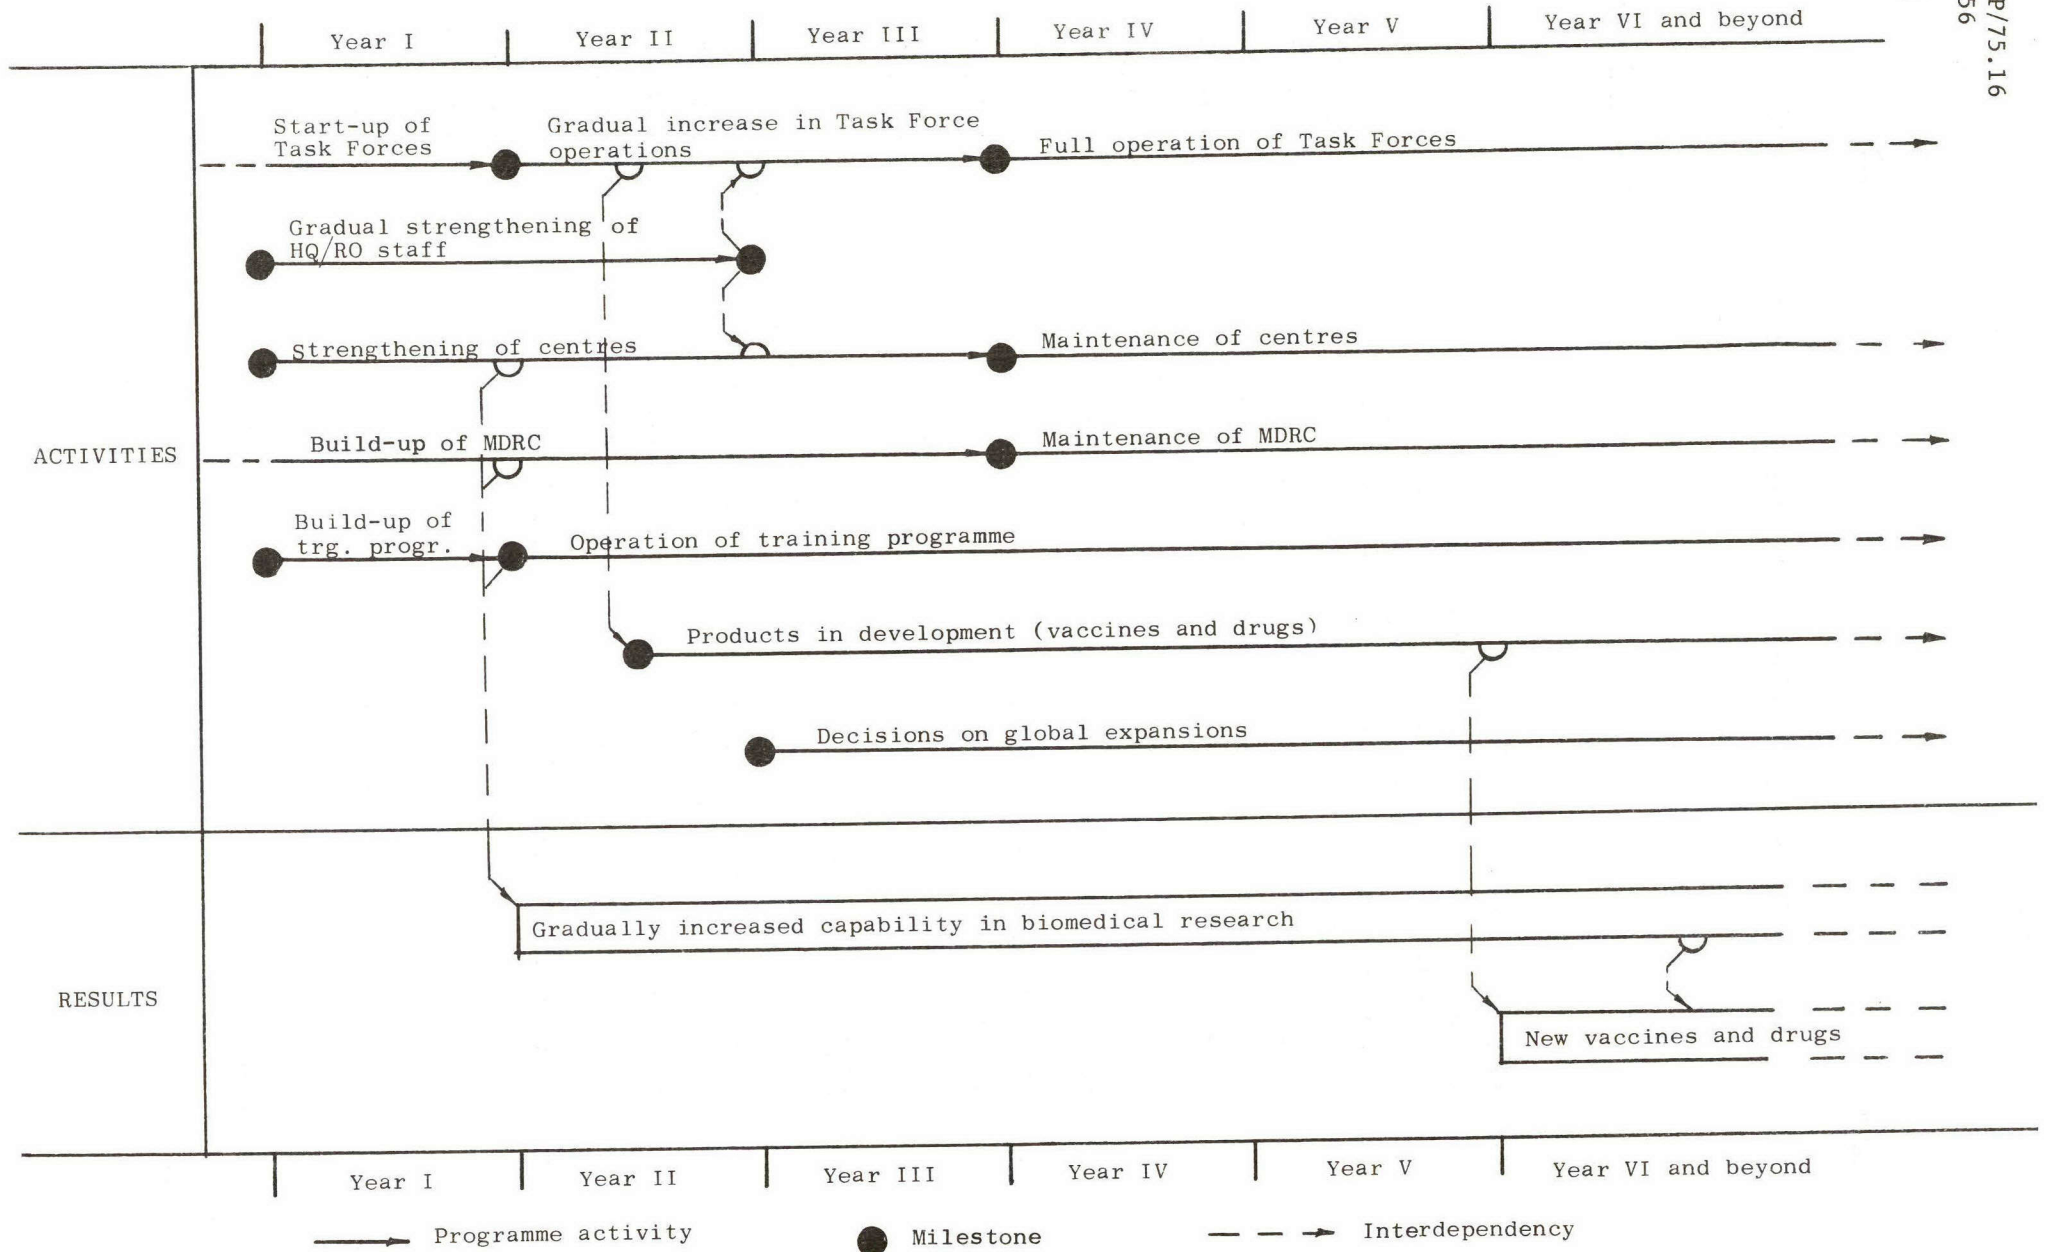 P/75.16
56
Year I Year II Year III Year IV Year V Year VI and beyond
Start-up of
Task Forces
Gradual increase in Task Force
operations
Full operation of Task Forces
Gradual strengthening of
HQ/RO staff
Strengthening of centres
Maintenance of centres
ACTIVITIES
Build-up of MDRC
Maintenance of MDRC
Build-up of
trg. progr.
Operation of training programme
Products in development (vaccines and drugs)
Decisions on global expansions
RESULTS
Gradually increased capability in biomedical research
New vaccines and drugs
Year I Year II Year III Year IV Year V Year VI and beyond
Programme activity
Milestone
Interdependency